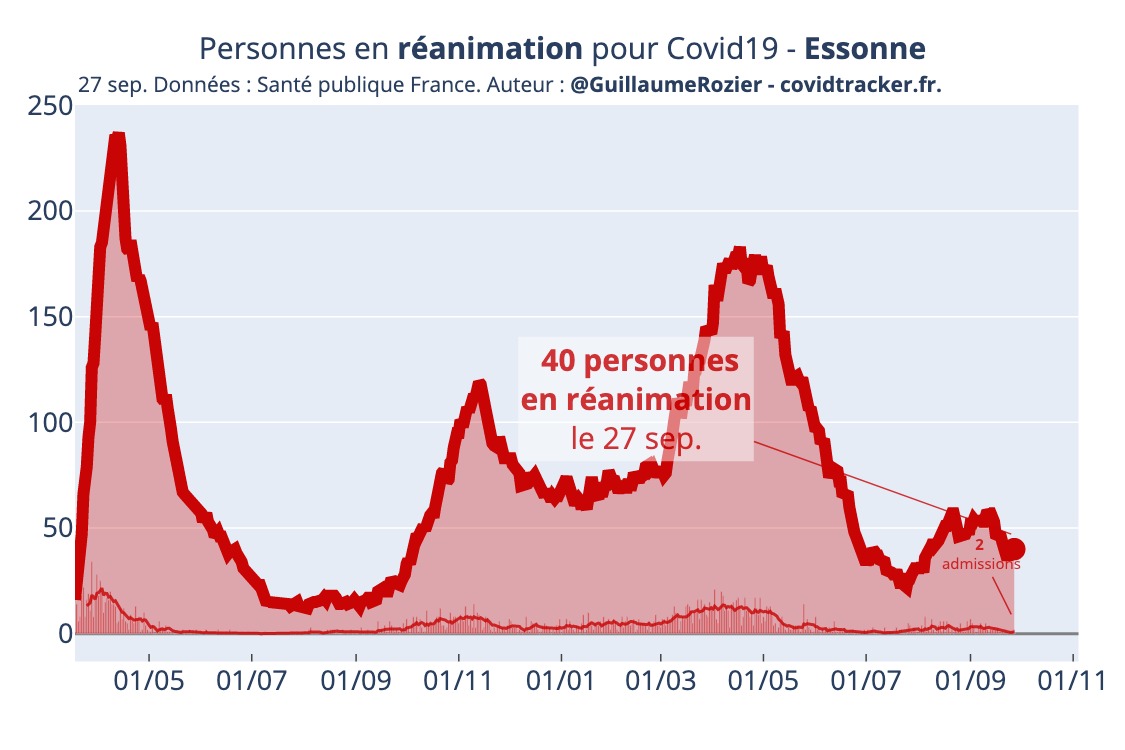 Personnes en réanimation pour Covid19 - Essonne
27 sep. Données : Santé publique France. Auteur : @GuillaumeRozier - covidtracker.fr.
250
200
150
100
50
0
40 personnes
en réanimation
le 27 sep.
2
admissions
01/05 01/07 01/09 01/11 01/01 01/03 01/05 01/07 01/09 01/11